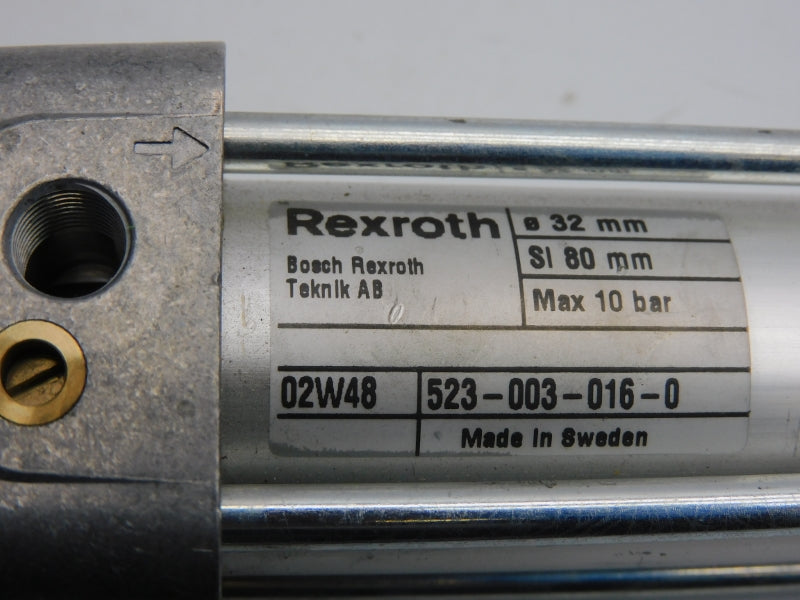 Rexroth
Bosch Rexroth
Teknik AB
ø 32 mm
Sl 80 mm
Max 10 bar
02W48
523-003-016-0
Made in Sweden